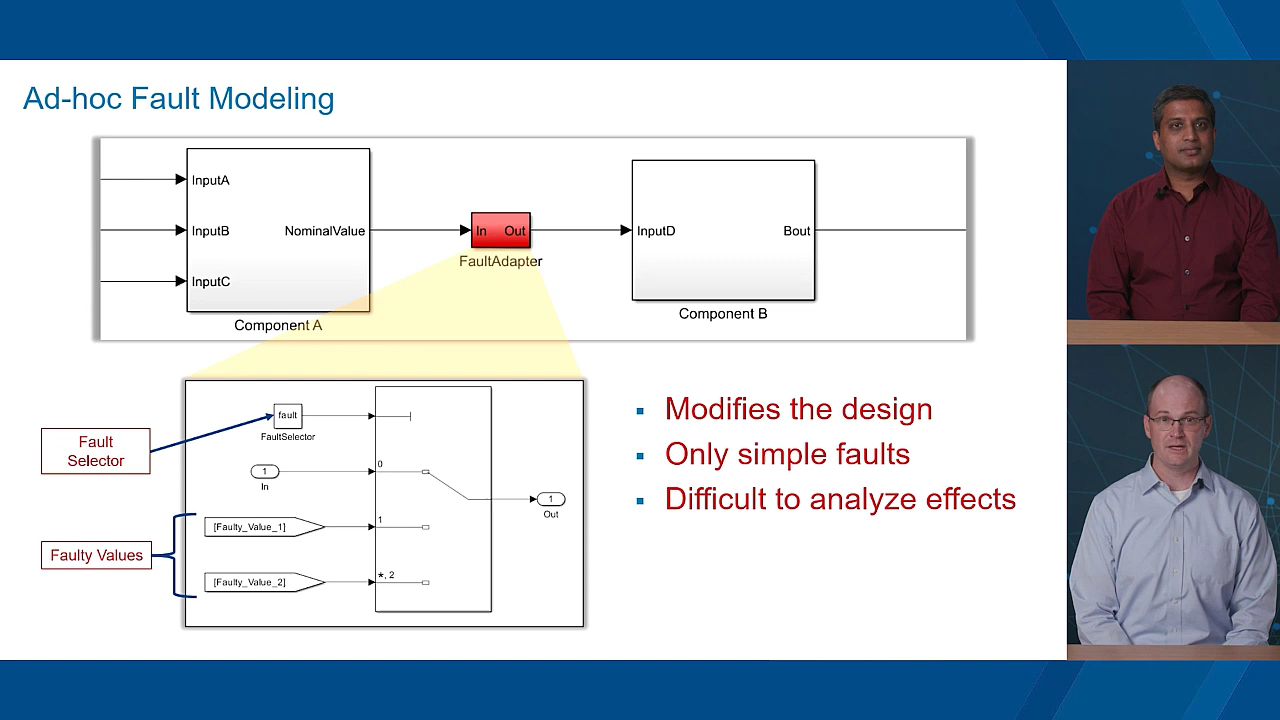 Ad-hoc Fault Modeling
InputA
InputB
NominalValue
InputC
Component A
In Out
FaultAdapter
InputD
Bout
Component B
Fault
Selector
fault
FaultSelector
1
In
0
1
Out
Faulty Values
[Faulty_Value_1]
1
[Faulty_Value_2]
*, 2
Modifies the design
Only simple faults
Difficult to analyze effects